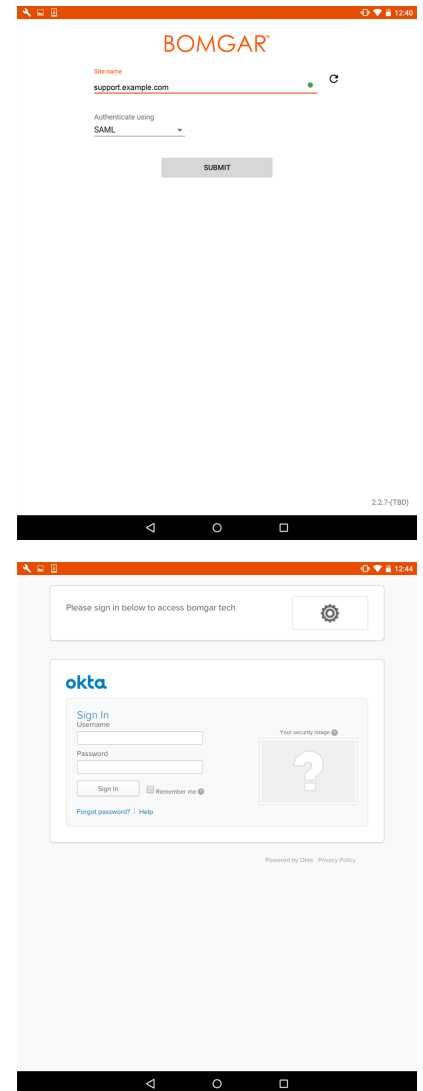 12:40
BOMGAR™
Site name
support.example.com
Authenticate using
SAML
SUBMIT
2.2.7-(TBD)
12:44
Please sign in below to access bomgar tech
okta
Sign In
Username
Your security image ?
Password
?
Sign In Remember me ?
Forgot password? | Help
Powered by Okta Privacy Policy